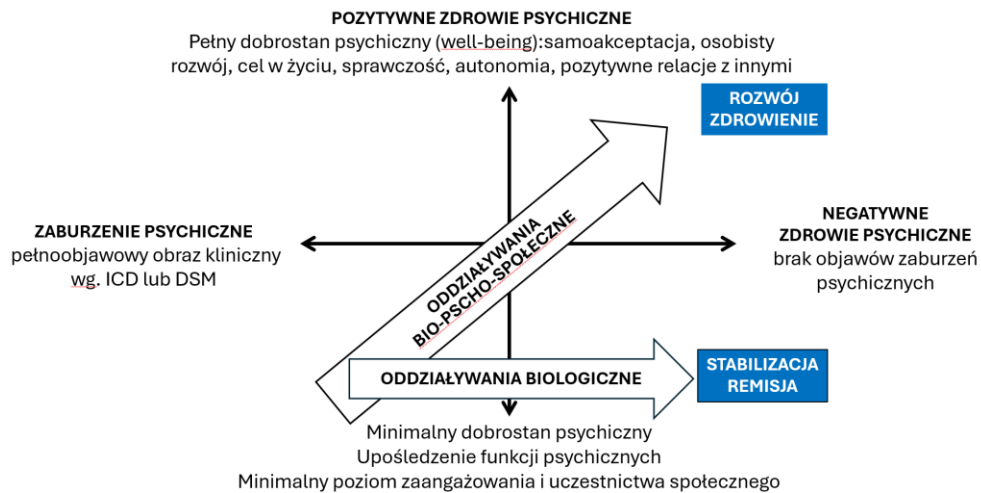 POZYTYWNE ZDROWIE PSYCHICZNE
Pełny dobrostan psychiczny (well-being):samoakceptacja, osobisty
rozwój, cel w życiu, sprawczość, autonomia, pozytywne relacje z innymi
ROZWÓJ
ZDROWIENIE
ZABURZENIE PSYCHICZNE
pełnoobjawowy obraz kliniczny
wg. ICD lub DSM
ODDZIAŁYWANIA
BIO-PSCHO-SPOŁECZNE
NEGATYWNE
ZDROWIE PSYCHICZNE
brak objawów zaburzeń
psychicznych
ODDZIAŁYWANIA BIOLOGICZNE
STABILIZACJA
REMISJA
Minimalny dobrostan psychiczny
Upośledzenie funkcji psychicznych
Minimalny poziom zaangażowania i uczestnictwa społecznego